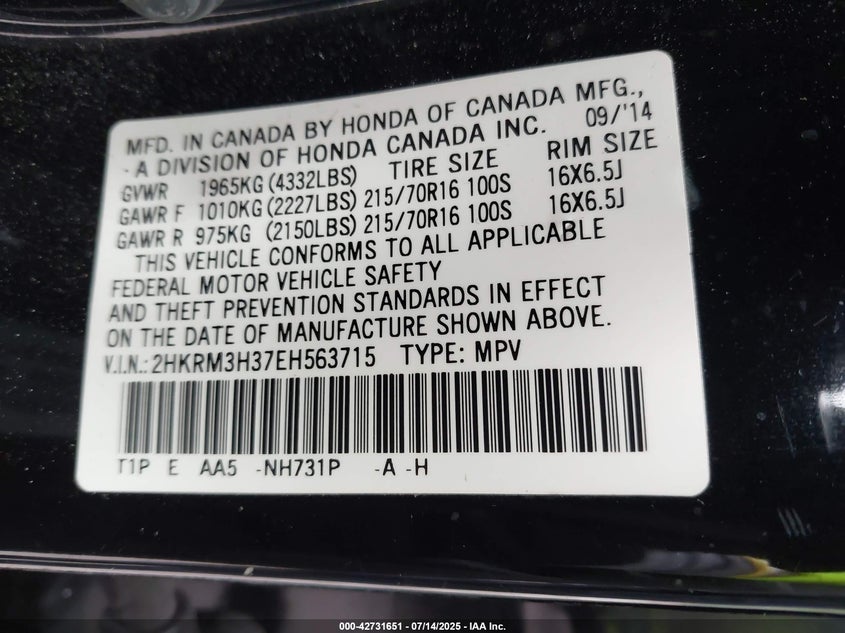 MFD. IN CANADA BY HONDA OF CANADA MFG.,
- A DIVISION OF HONDA CANADA INC. 09/'14
GVWR 1965KG (4332LBS) TIRE SIZE RIM SIZE
GAWR F 1010KG (2227LBS) 215/70R16 100S 16X6.5J
GAWR R 975KG (2150LBS) 215/70R16 100S 16X6.5J
THIS VEHICLE CONFORMS TO ALL APPLICABLE
FEDERAL MOTOR VEHICLE SAFETY
AND THEFT PREVENTION STANDARDS IN EFFECT
ON THE DATE OF MANUFACTURE SHOWN ABOVE.
V.I.N.: 2HKRM3H37EH563715 TYPE: MPV
T1P E AA5 -NH731P -A -H
000-42731651 - 07/14/2025 - IAA Inc.